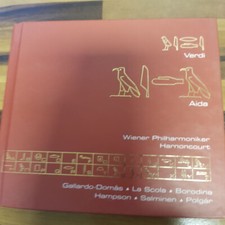 Verdi
Aida
Wiener Philharmoniker
Harnoncourt
Gallardo-Domâs • La Scola • Borodina
Hampson • Salminen • Polgár